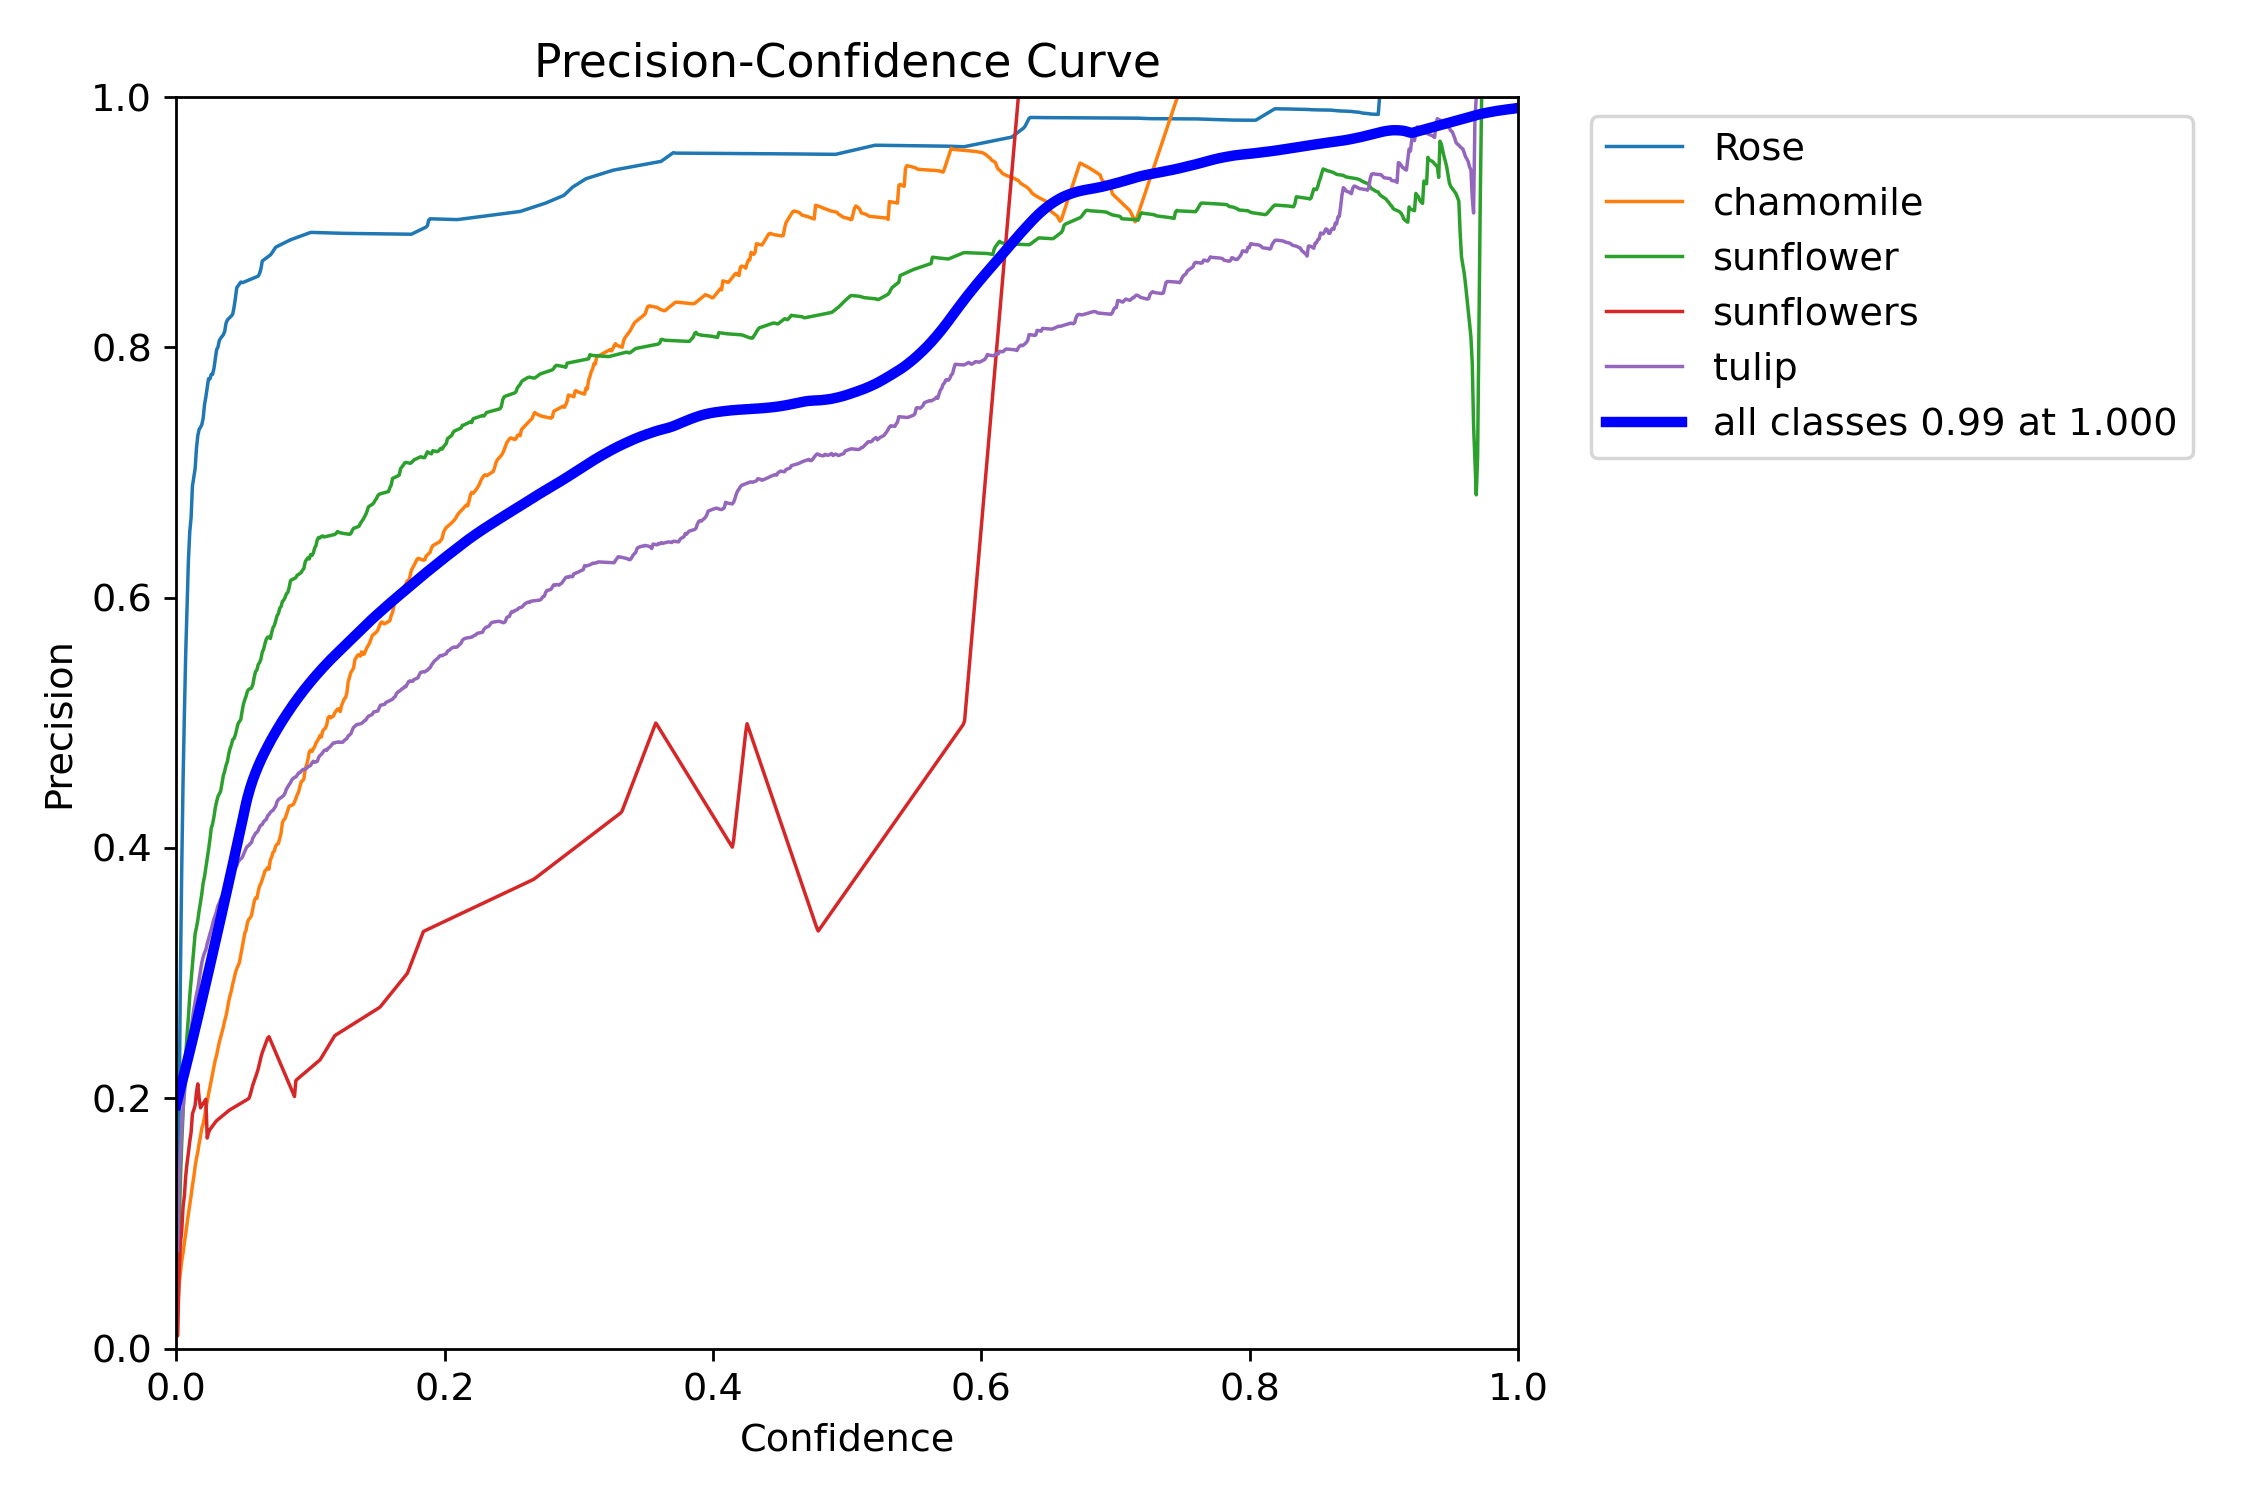 Precision-Confidence Curve
1.0
0.8
0.6
0.4
0.2
0.0
Precision
0.0 0.2 0.4 0.6 0.8 1.0
Confidence
Rose
chamomile
sunflower
sunflowers
tulip
all classes 0.99 at 1.000